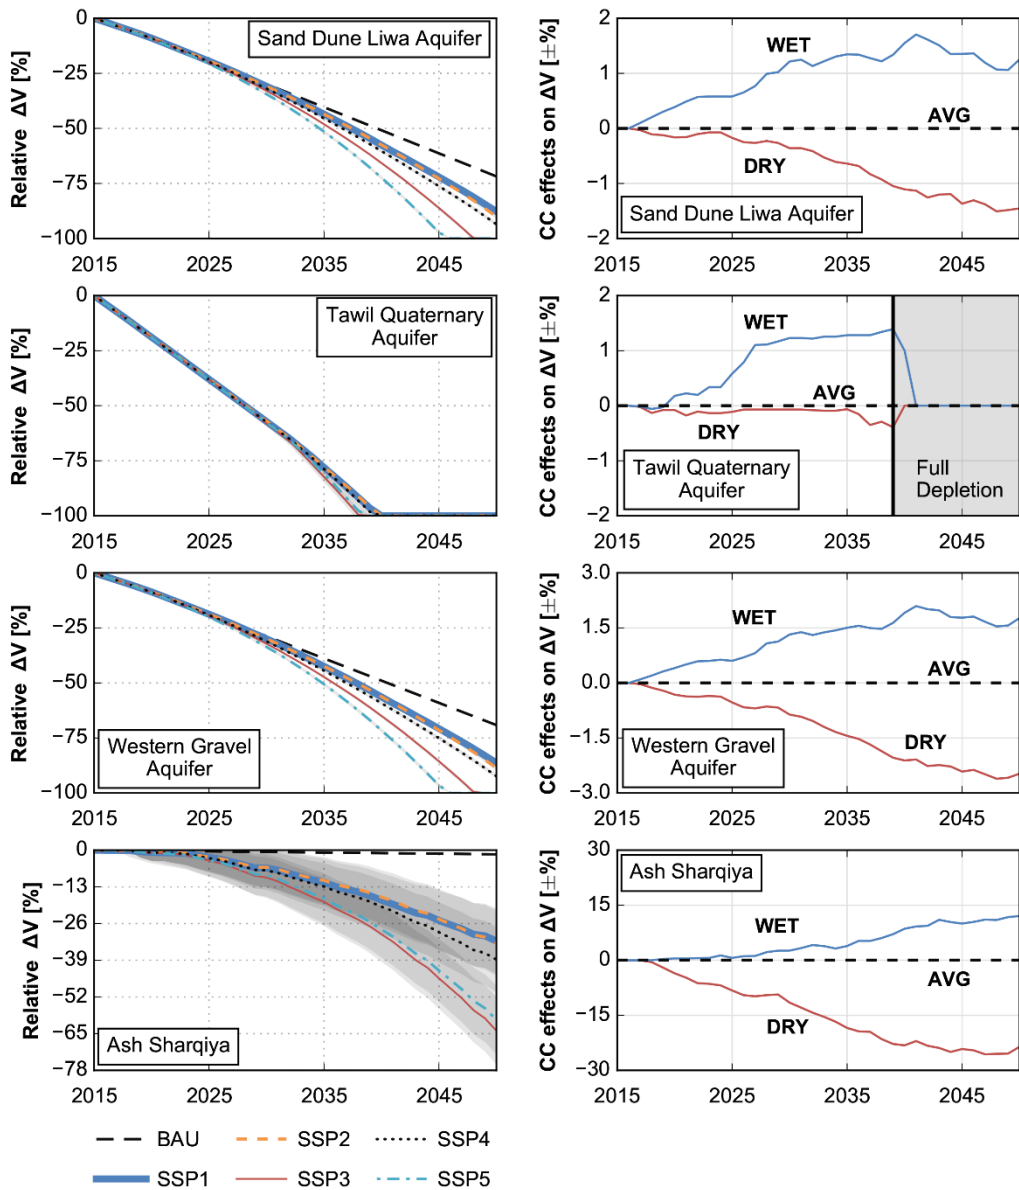 Relative ΔV [%]
0
−25
−50
−75
−100
Sand Dune Liwa Aquifer
2015 2025 2035 2045
CC effects on ΔV [±%]
2
1
0
−1
−2
WET
AVG
DRY
Sand Dune Liwa Aquifer
2015 2025 2035 2045
Relative ΔV [%]
0
−25
−50
−75
−100
Tawil Quaternary
Aquifer
2015 2025 2035 2045
CC effects on ΔV [±%]
2
1
0
−1
−2
WET
AVG
DRY
Tawil Quaternary
Aquifer
Full
Depletion
2015 2025 2035 2045
Relative ΔV [%]
0
−25
−50
−75
−100
Western Gravel
Aquifer
2015 2025 2035 2045
CC effects on ΔV [±%]
3.0
1.5
0.0
−1.5
−3.0
WET
AVG
DRY
Western Gravel
Aquifer
2015 2025 2035 2045
Relative ΔV [%]
0
−13
−26
−39
−52
−65
−78
Ash Sharqiya
2015 2025 2035 2045
CC effects on ΔV [±%]
30
15
0
−15
−30
Ash Sharqiya
WET
AVG
DRY
2015 2025 2035 2045
BAU SSP2 SSP4
SSP1 SSP3 SSP5